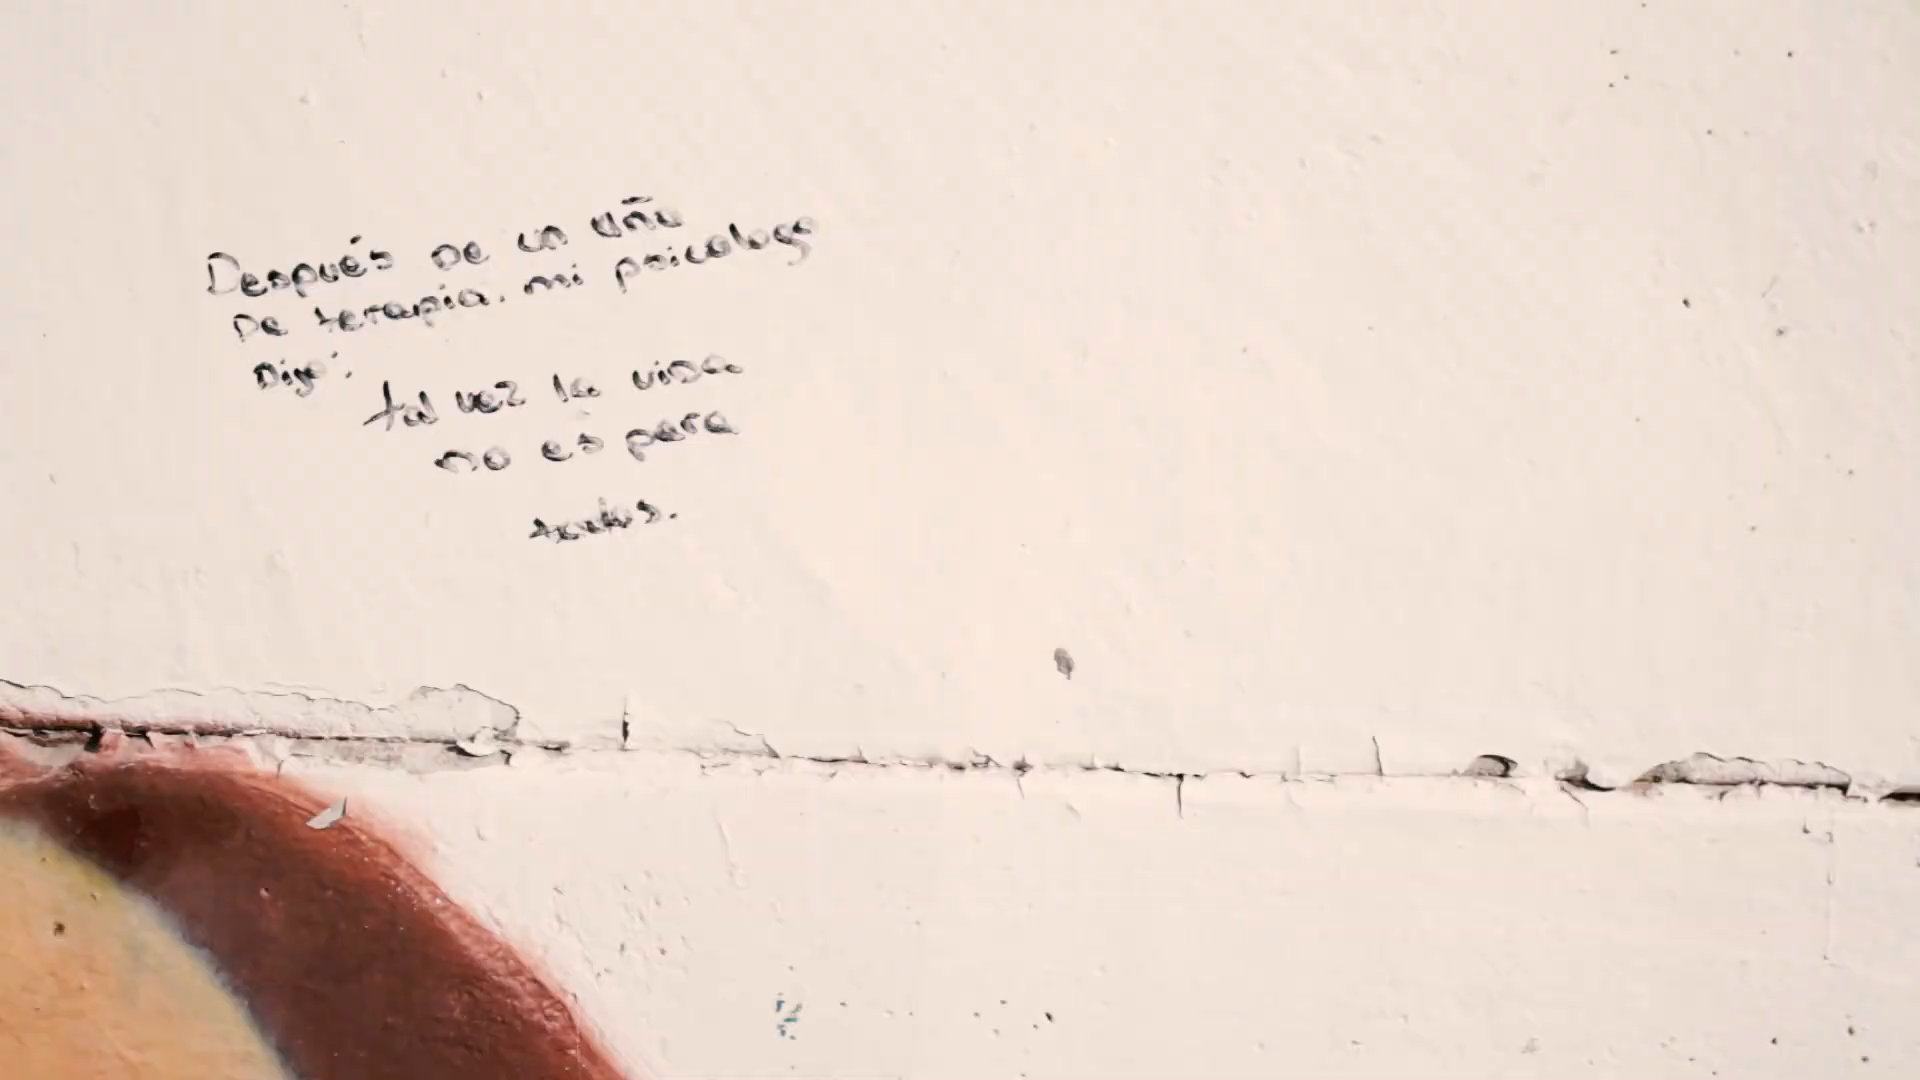 Después de un año
de terapia, mi psicologo
dijo:
tal vez la vida
no es para
todos.